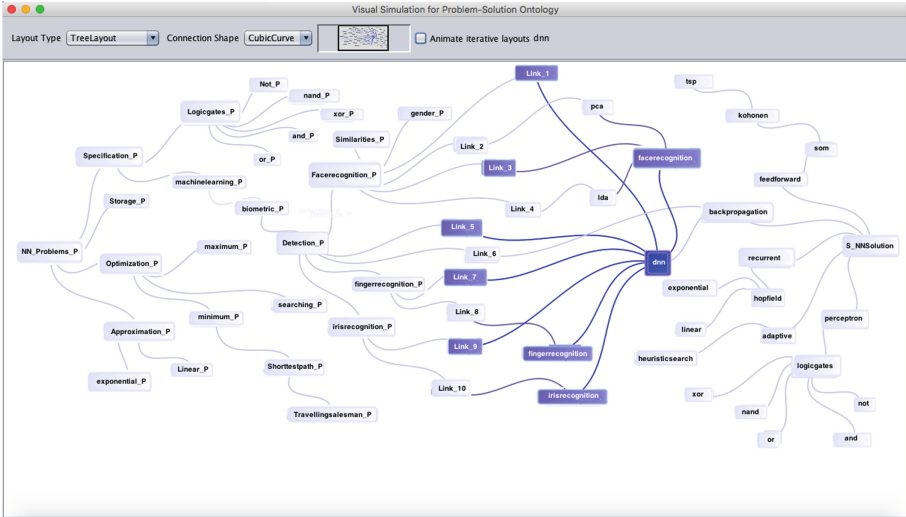 Visual Simulation for Problem-Solution Ontology
Layout Type TreeLayout Connection Shape CubicCurve Animate iterative layouts dnn
Link_1
Not_P
tsp
nand_P
pca
Logicgates_P
xor_P
gender_P
kohonen
and_P
Similarities_P
Link_2
som
Specification_P
or_P
facerecognition
Link_3
Facerecognition_P
feedforward
machinelearning_P
Storage_P
lda
biometric_P
Link_4
backpropagation
Link_5
NN_Problems_P
maximum_P
Detection_P
S_NNSolution
Link_6
Optimization_P
dnn
recurrent
Link_7
fingerrecognition_P
exponential
hopfield
searching_P
Link_8
minimum_P
irisrecognition_P
perceptron
Approximation_P
linear
adaptive
Link_9
fingerrecognition
heuristicsearch
Linear_P
Shorttestpath_P
logicgates
exponential_P
Link_10
irisrecognition
xor
not
nand
Travellingsalesman_P
or
and